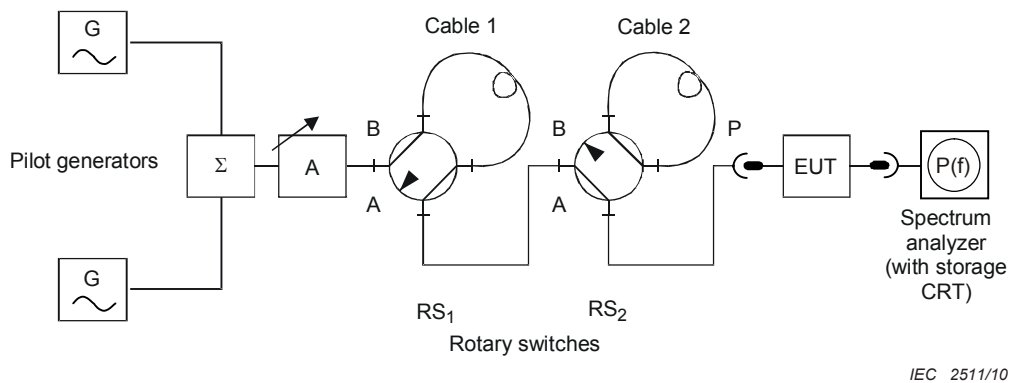 G
Cable 1
Cable 2
B
B
P
Pilot generators
Σ
A
A
A
EUT
P(f)
Spectrum
analyzer
(with storage
CRT)
G
RS1
RS2
Rotary switches
IEC 2511/10